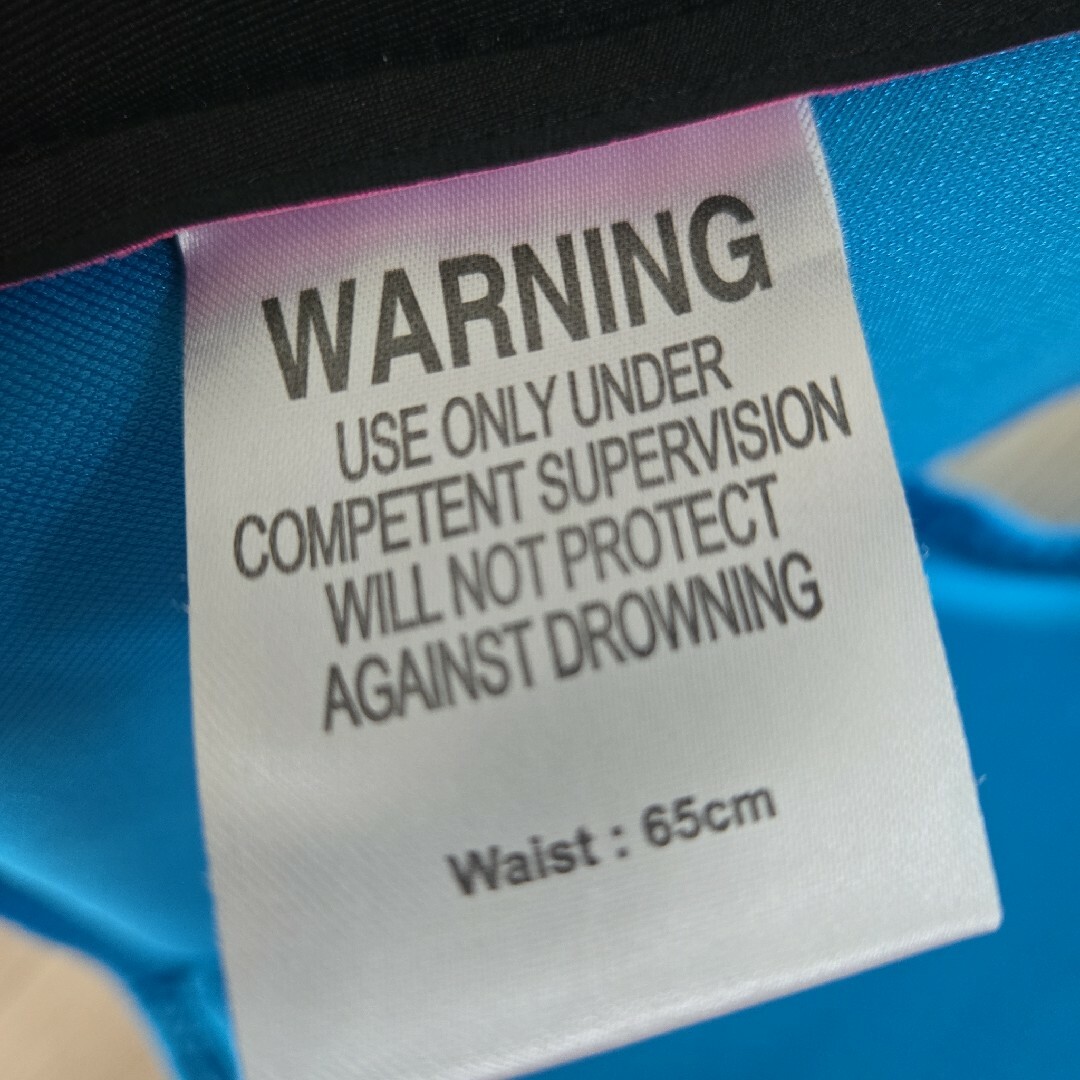 WARNING
USE ONLY UNDER
COMPETENT SUPERVISION
WILL NOT PROTECT
AGAINST DROWNING
Waist : 65cm